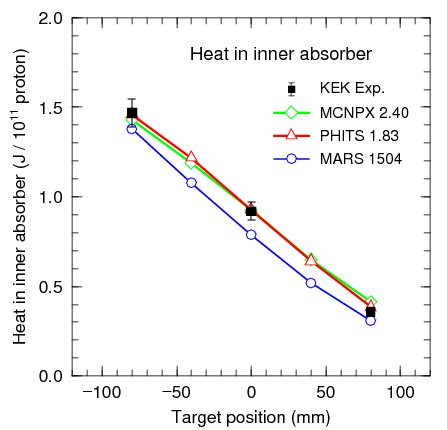 Heat in inner absorber
KEK Exp.
MCNPX 2.40
PHITS 1.83
MARS 1504
Heat in inner absorber (J / 10¹¹ proton)
2.0
1.5
1.0
0.5
0.0
−100 −50 0 50 100
Target position (mm)